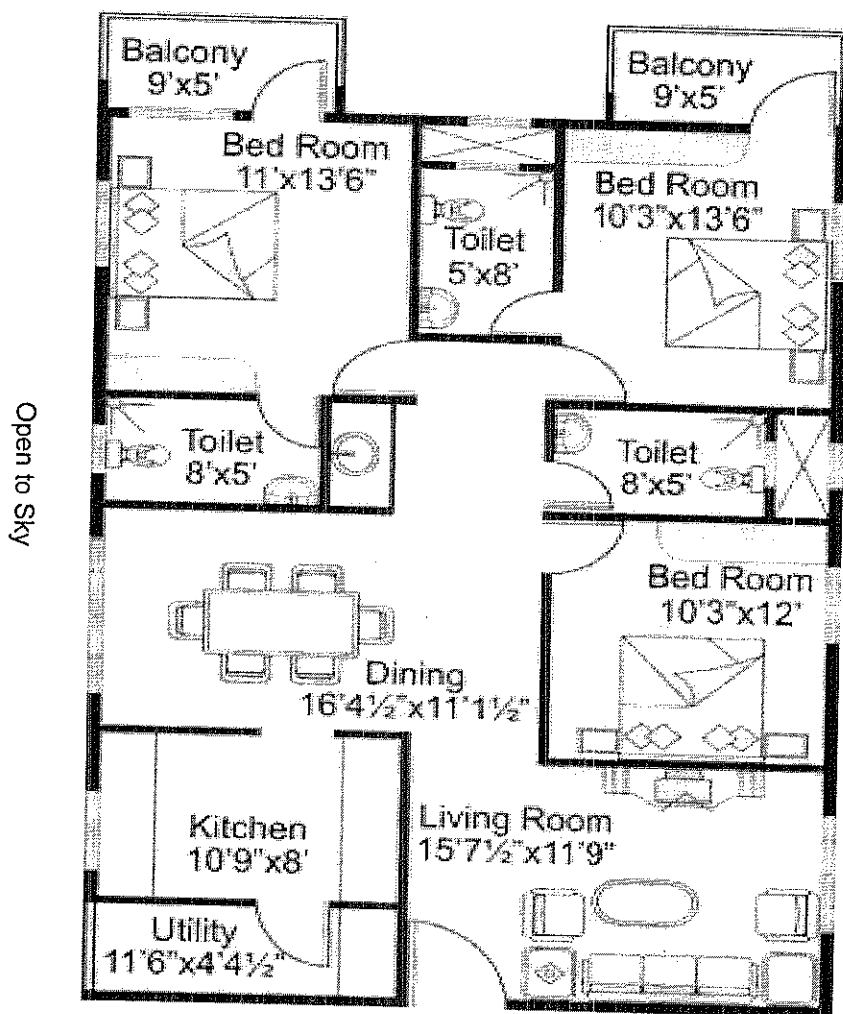 Balcony
9'x5'
Balcony
9'x5'
Bed Room
11'x13'6"
Bed Room
10'3"x13'6"
Toilet
5'x8'
Toilet
8'x5'
Toilet
8'x5'
Open to Sky
Bed Room
10'3"x12'
Dining
16'4½"x11'1½"
Kitchen
10'9"x8'
Living Room
15'7½"x11'9"
Utility
11'6"x4'4½"